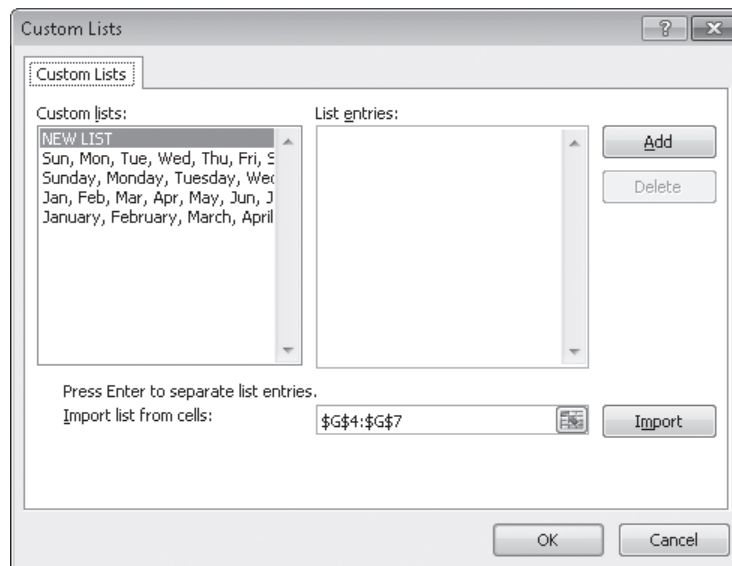 Custom Lists
Custom Lists
Custom lists:
List entries:
NEW LIST
Sun, Mon, Tue, Wed, Thu, Fri, S
Sunday, Monday, Tuesday, Wed
Jan, Feb, Mar, Apr, May, Jun, J
January, February, March, April
Add
Delete
Press Enter to separate list entries.
Import list from cells:
$G$4:$G$7
Import
OK
Cancel